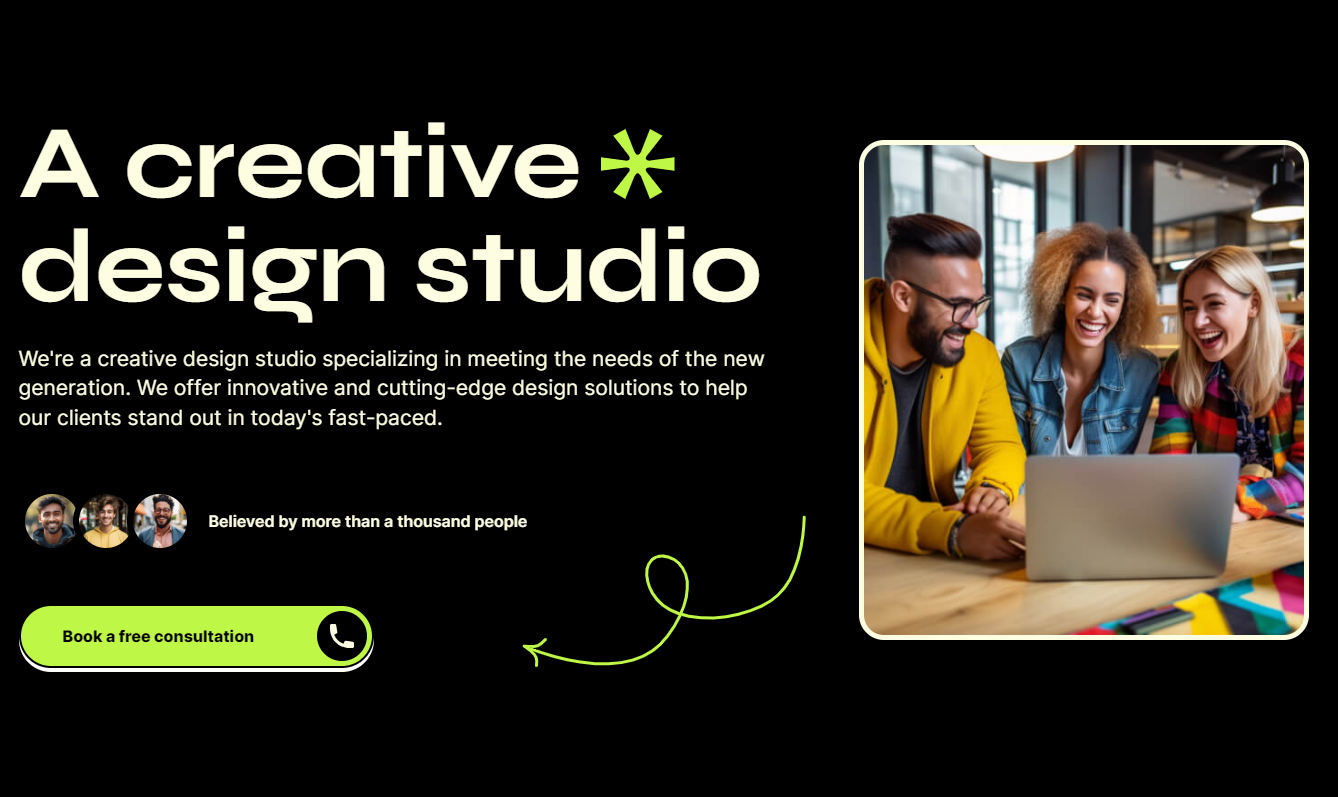 A creative *
design studio
We're a creative design studio specializing in meeting the needs of the new
generation. We offer innovative and cutting-edge design solutions to help
our clients stand out in today's fast-paced.
Believed by more than a thousand people
Book a free consultation